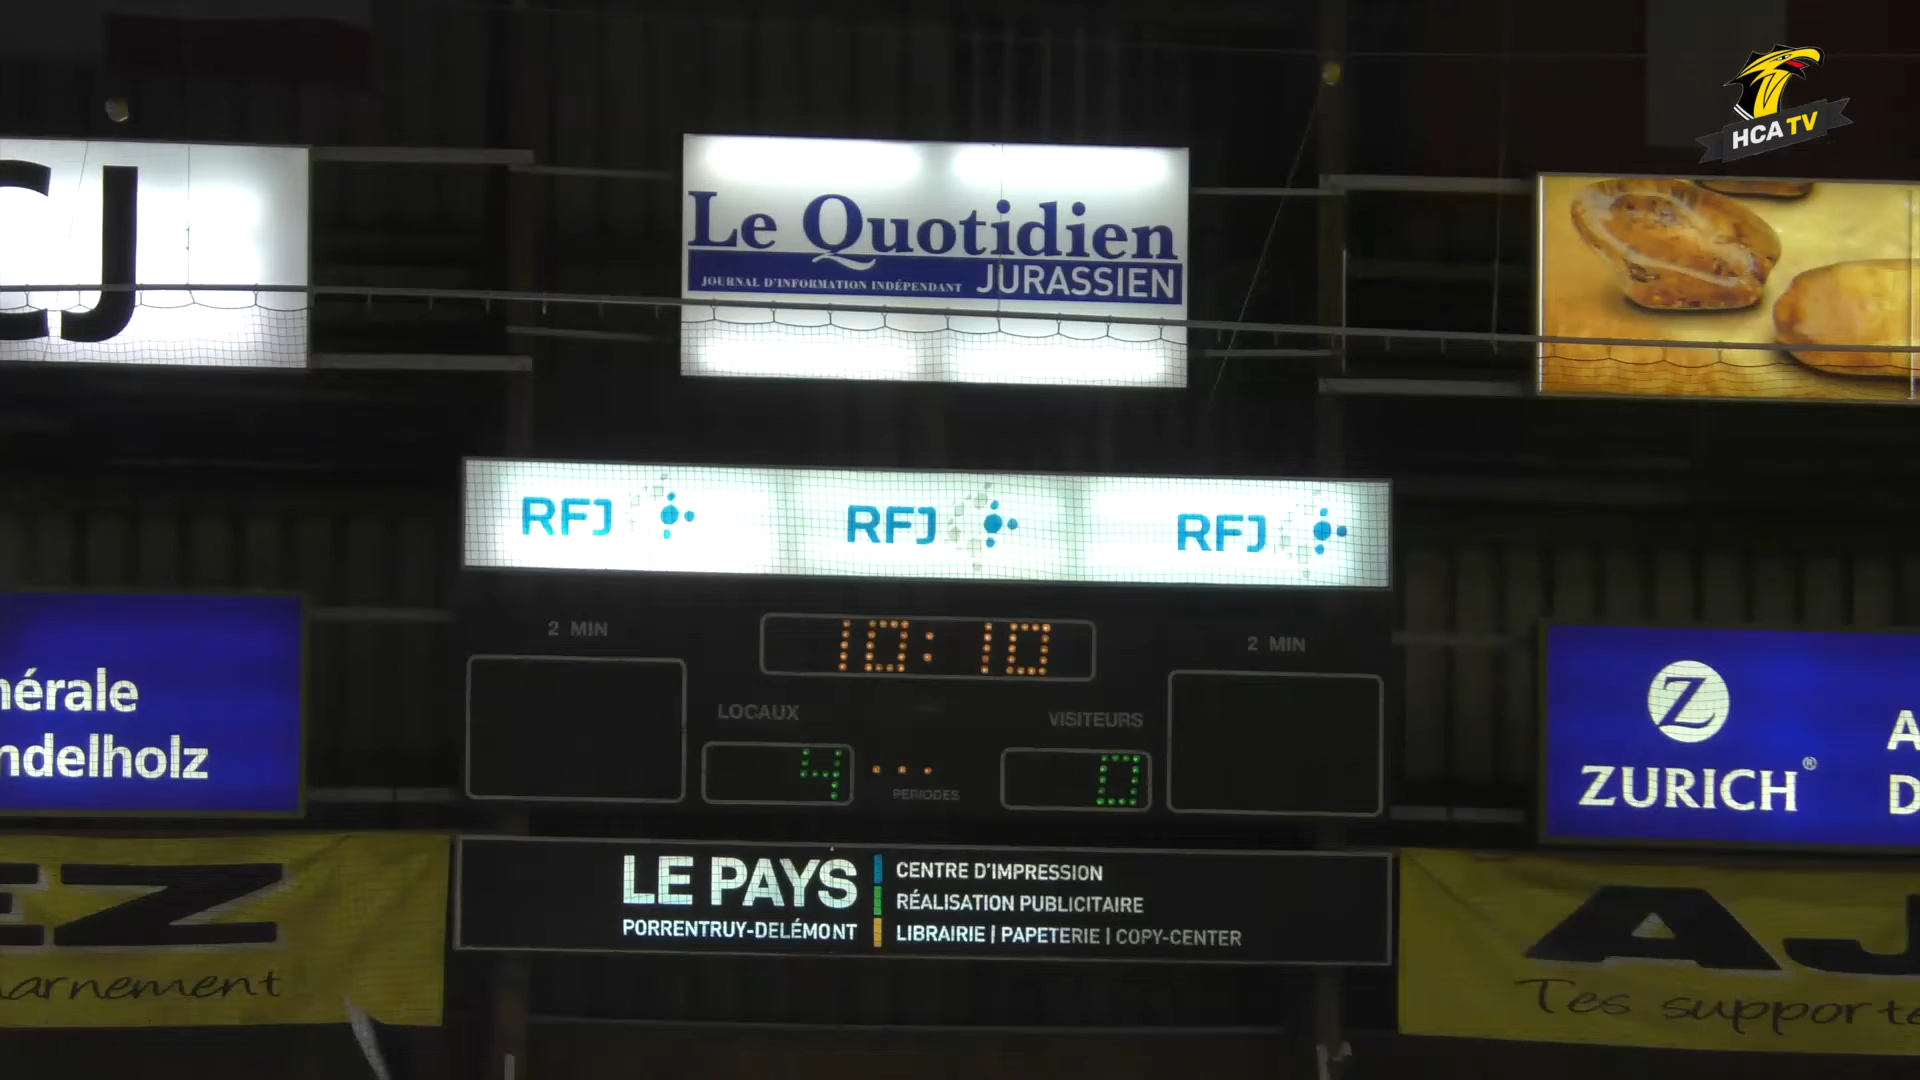 HCA TV
CJ
Le Quotidien
JOURNAL D'INFORMATION INDÉPENDANT JURASSIEN
RFJ RFJ RFJ
2 MIN
10:10
2 MIN
LOCAUX
VISITEURS
4
0
PERIODES
nérale
ndelholz
Z
ZURICH®
A
D
LE PAYS
PORRENTRUY-DELÉMONT
CENTRE D'IMPRESSION
RÉALISATION PUBLICITAIRE
LIBRAIRIE | PAPETERIE | COPY-CENTER
EZ
arnement
AJ
Tes supporte